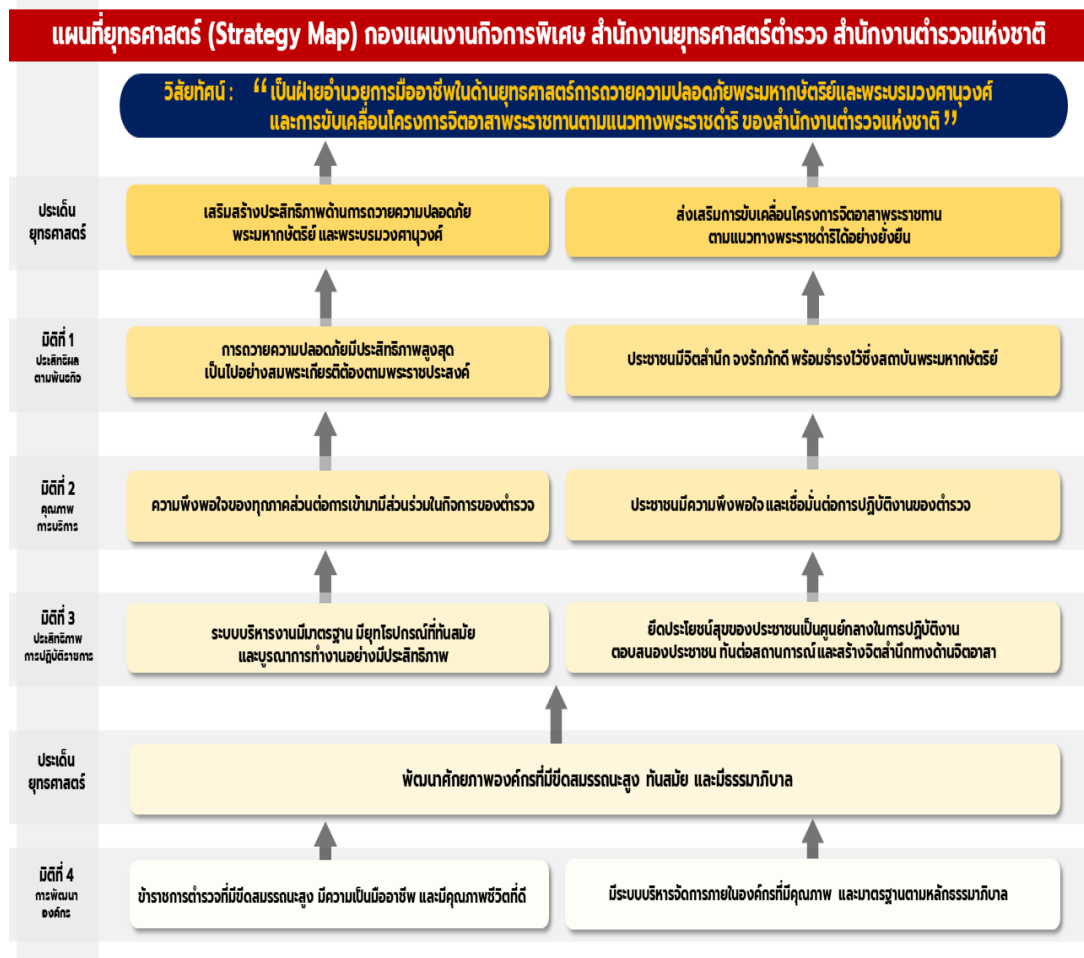 แผนที่ยุทธศาสตร์ (Strategy Map) กองแผนงานกิจการพิเศษ สำนักงานยุทธศาสตร์ตำรวจ สำนักงานตำรวจแห่งชาติ
วิสัยทัศน์ : “ เป็นฝ่ายอำนวยการมืออาชีพในด้านยุทธศาสตร์การถวายความปลอดภัยพระมหากษัตริย์และพระบรมวงศานุวงศ์
และการขับเคลื่อนโครงการจิตอาสาพระราชทานตามแนวทางพระราชดำริ ของสำนักงานตำรวจแห่งชาติ ”
ประเด็น
ยุทธศาสตร์
เสริมสร้างประสิทธิภาพด้านการถวายความปลอดภัย
พระมหากษัตริย์ และพระบรมวงศานุวงศ์
ส่งเสริมการขับเคลื่อนโครงการจิตอาสาพระราชทาน
ตามแนวทางพระราชดำริได้อย่างยั่งยืน
มิติที่ 1
ประสิทธิผล
ตามพันธกิจ
การถวายความปลอดภัยมีประสิทธิภาพสูงสุด
เป็นไปอย่างสมพระเกียรติต้องตามพระราชประสงค์
ประชาชนมีจิตสำนึก จงรักภักดี พร้อมธำรงไว้ซึ่งสถาบันพระมหากษัตริย์
มิติที่ 2
คุณภาพ
การบริการ
ความพึงพอใจของทุกภาคส่วนต่อการเข้ามามีส่วนร่วมในกิจการของตำรวจ
ประชาชนมีความพึงพอใจ และเชื่อมั่นต่อการปฏิบัติงานของตำรวจ
มิติที่ 3
ประสิทธิภาพ
การปฏิบัติราชการ
ระบบบริหารงานมีมาตรฐาน มียุทโธปกรณ์ที่ทันสมัย
และบูรณาการทำงานอย่างมีประสิทธิภาพ
ยึดประโยชน์สุขของประชาชนเป็นศูนย์กลางในการปฏิบัติงาน
ตอบสนองประชาชน ทันต่อสถานการณ์ และสร้างจิตสำนึกทางด้านจิตอาสา
ประเด็น
ยุทธศาสตร์
พัฒนาศักยภาพองค์กรที่มีขีดสมรรถนะสูง ทันสมัย และมีธรรมาภิบาล
มิติที่ 4
การพัฒนา
องค์กร
ข้าราชการตำรวจที่มีขีดสมรรถนะสูง มีความเป็นมืออาชีพ และมีคุณภาพชีวิตที่ดี
มีระบบบริหารจัดการภายในองค์กรที่มีคุณภาพ และมาตรฐานตามหลักธรรมาภิบาล